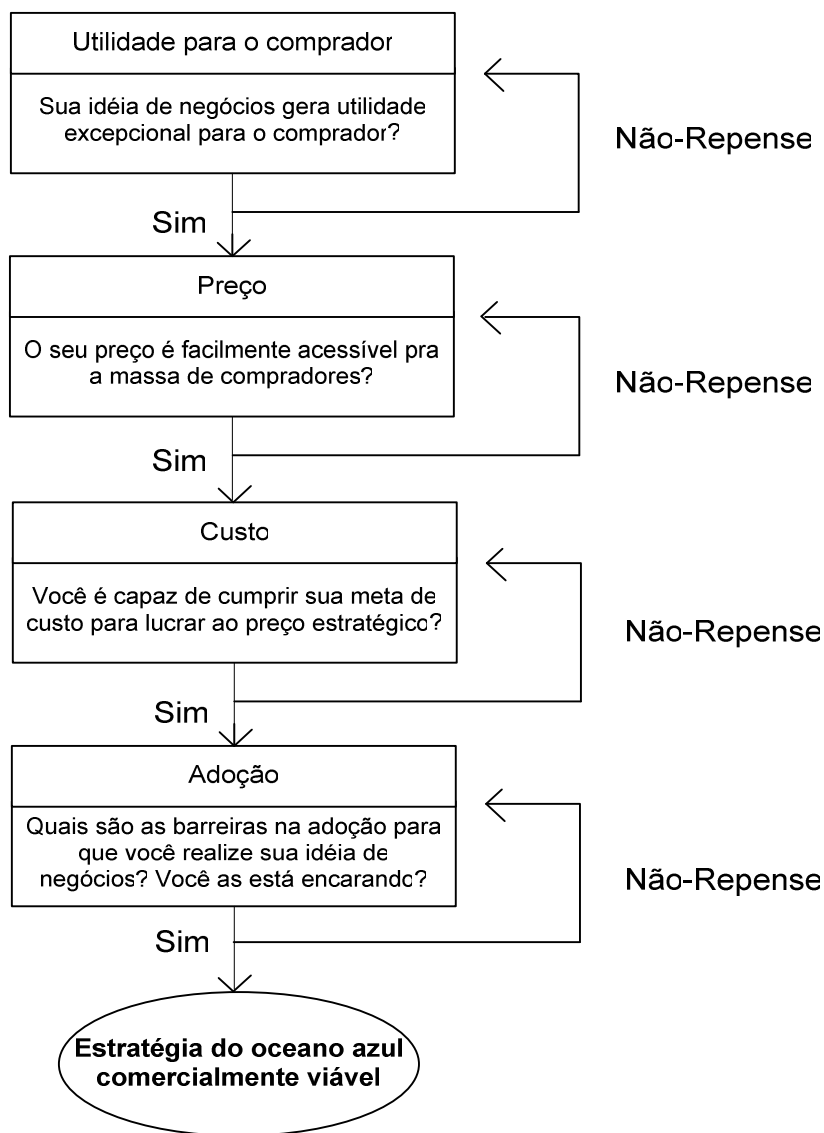 Utilidade para o comprador
Sua idéia de negócios gera utilidade
excepcional para o comprador?
Não-Repense
Sim
Preço
O seu preço é facilmente acessível pra
a massa de compradores?
Não-Repense
Sim
Custo
Você é capaz de cumprir sua meta de
custo para lucrar ao preço estratégico?
Não-Repense
Sim
Adoção
Quais são as barreiras na adoção para
que você realize sua idéia de
negócios? Você as está encarando?
Não-Repense
Sim
Estratégia do oceano azul
comercialmente viável